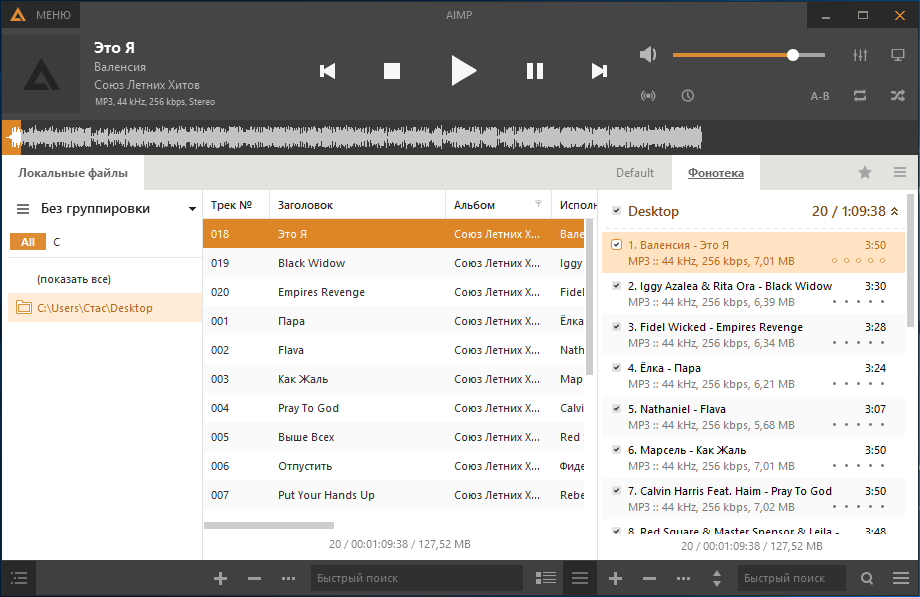 МЕНЮ
AIMP
Это Я
Валенсия
Союз Летних Хитов
MP3, 44 kHz, 256 kbps, Stereo
A-B
Локальные файлы
Default
Фонотека
Без группировки
All C
(показать все)
C:\Users\Стас\Desktop
Трек № Заголовок Альбом Исполн
018 Это Я Союз Летних Х... Вале
019 Black Widow Союз Летних Х... Iggy
020 Empires Revenge Союз Летних Х... Fidel
001 Пара Союз Летних Х... Ёлка
002 Flava Союз Летних Х... Nath
003 Как Жаль Союз Летних Х... Мар
004 Pray To God Союз Летних Х... Calvi
005 Выше Всех Союз Летних Х... Red
006 Отпустить Союз Летних Х... Фиде
007 Put Your Hands Up Союз Летних Х... Rebe
20 / 00:01:09:38 / 127,52 MB
Desktop 20 / 1:09:38
1. Валенсия - Это Я 3:50
MP3 :: 44 kHz, 256 kbps, 7,01 MB
2. Iggy Azalea & Rita Ora - Black Widow 3:30
MP3 :: 44 kHz, 256 kbps, 6,39 MB
3. Fidel Wicked - Empires Revenge 3:28
MP3 :: 44 kHz, 256 kbps, 6,34 MB
4. Ёлка - Пара 3:24
MP3 :: 44 kHz, 256 kbps, 6,21 MB
5. Nathaniel - Flava 3:07
MP3 :: 44 kHz, 256 kbps, 5,68 MB
6. Марсель - Как Жаль 3:50
MP3 :: 44 kHz, 256 kbps, 7,01 MB
7. Calvin Harris Feat. Haim - Pray To God 3:50
MP3 :: 44 kHz, 256 kbps, 7,02 MB
8. Red Square & Master Spensor & Leila - 3:48
20 / 00:01:09:38 / 127,52 MB
Быстрый поиск
Быстрый поиск